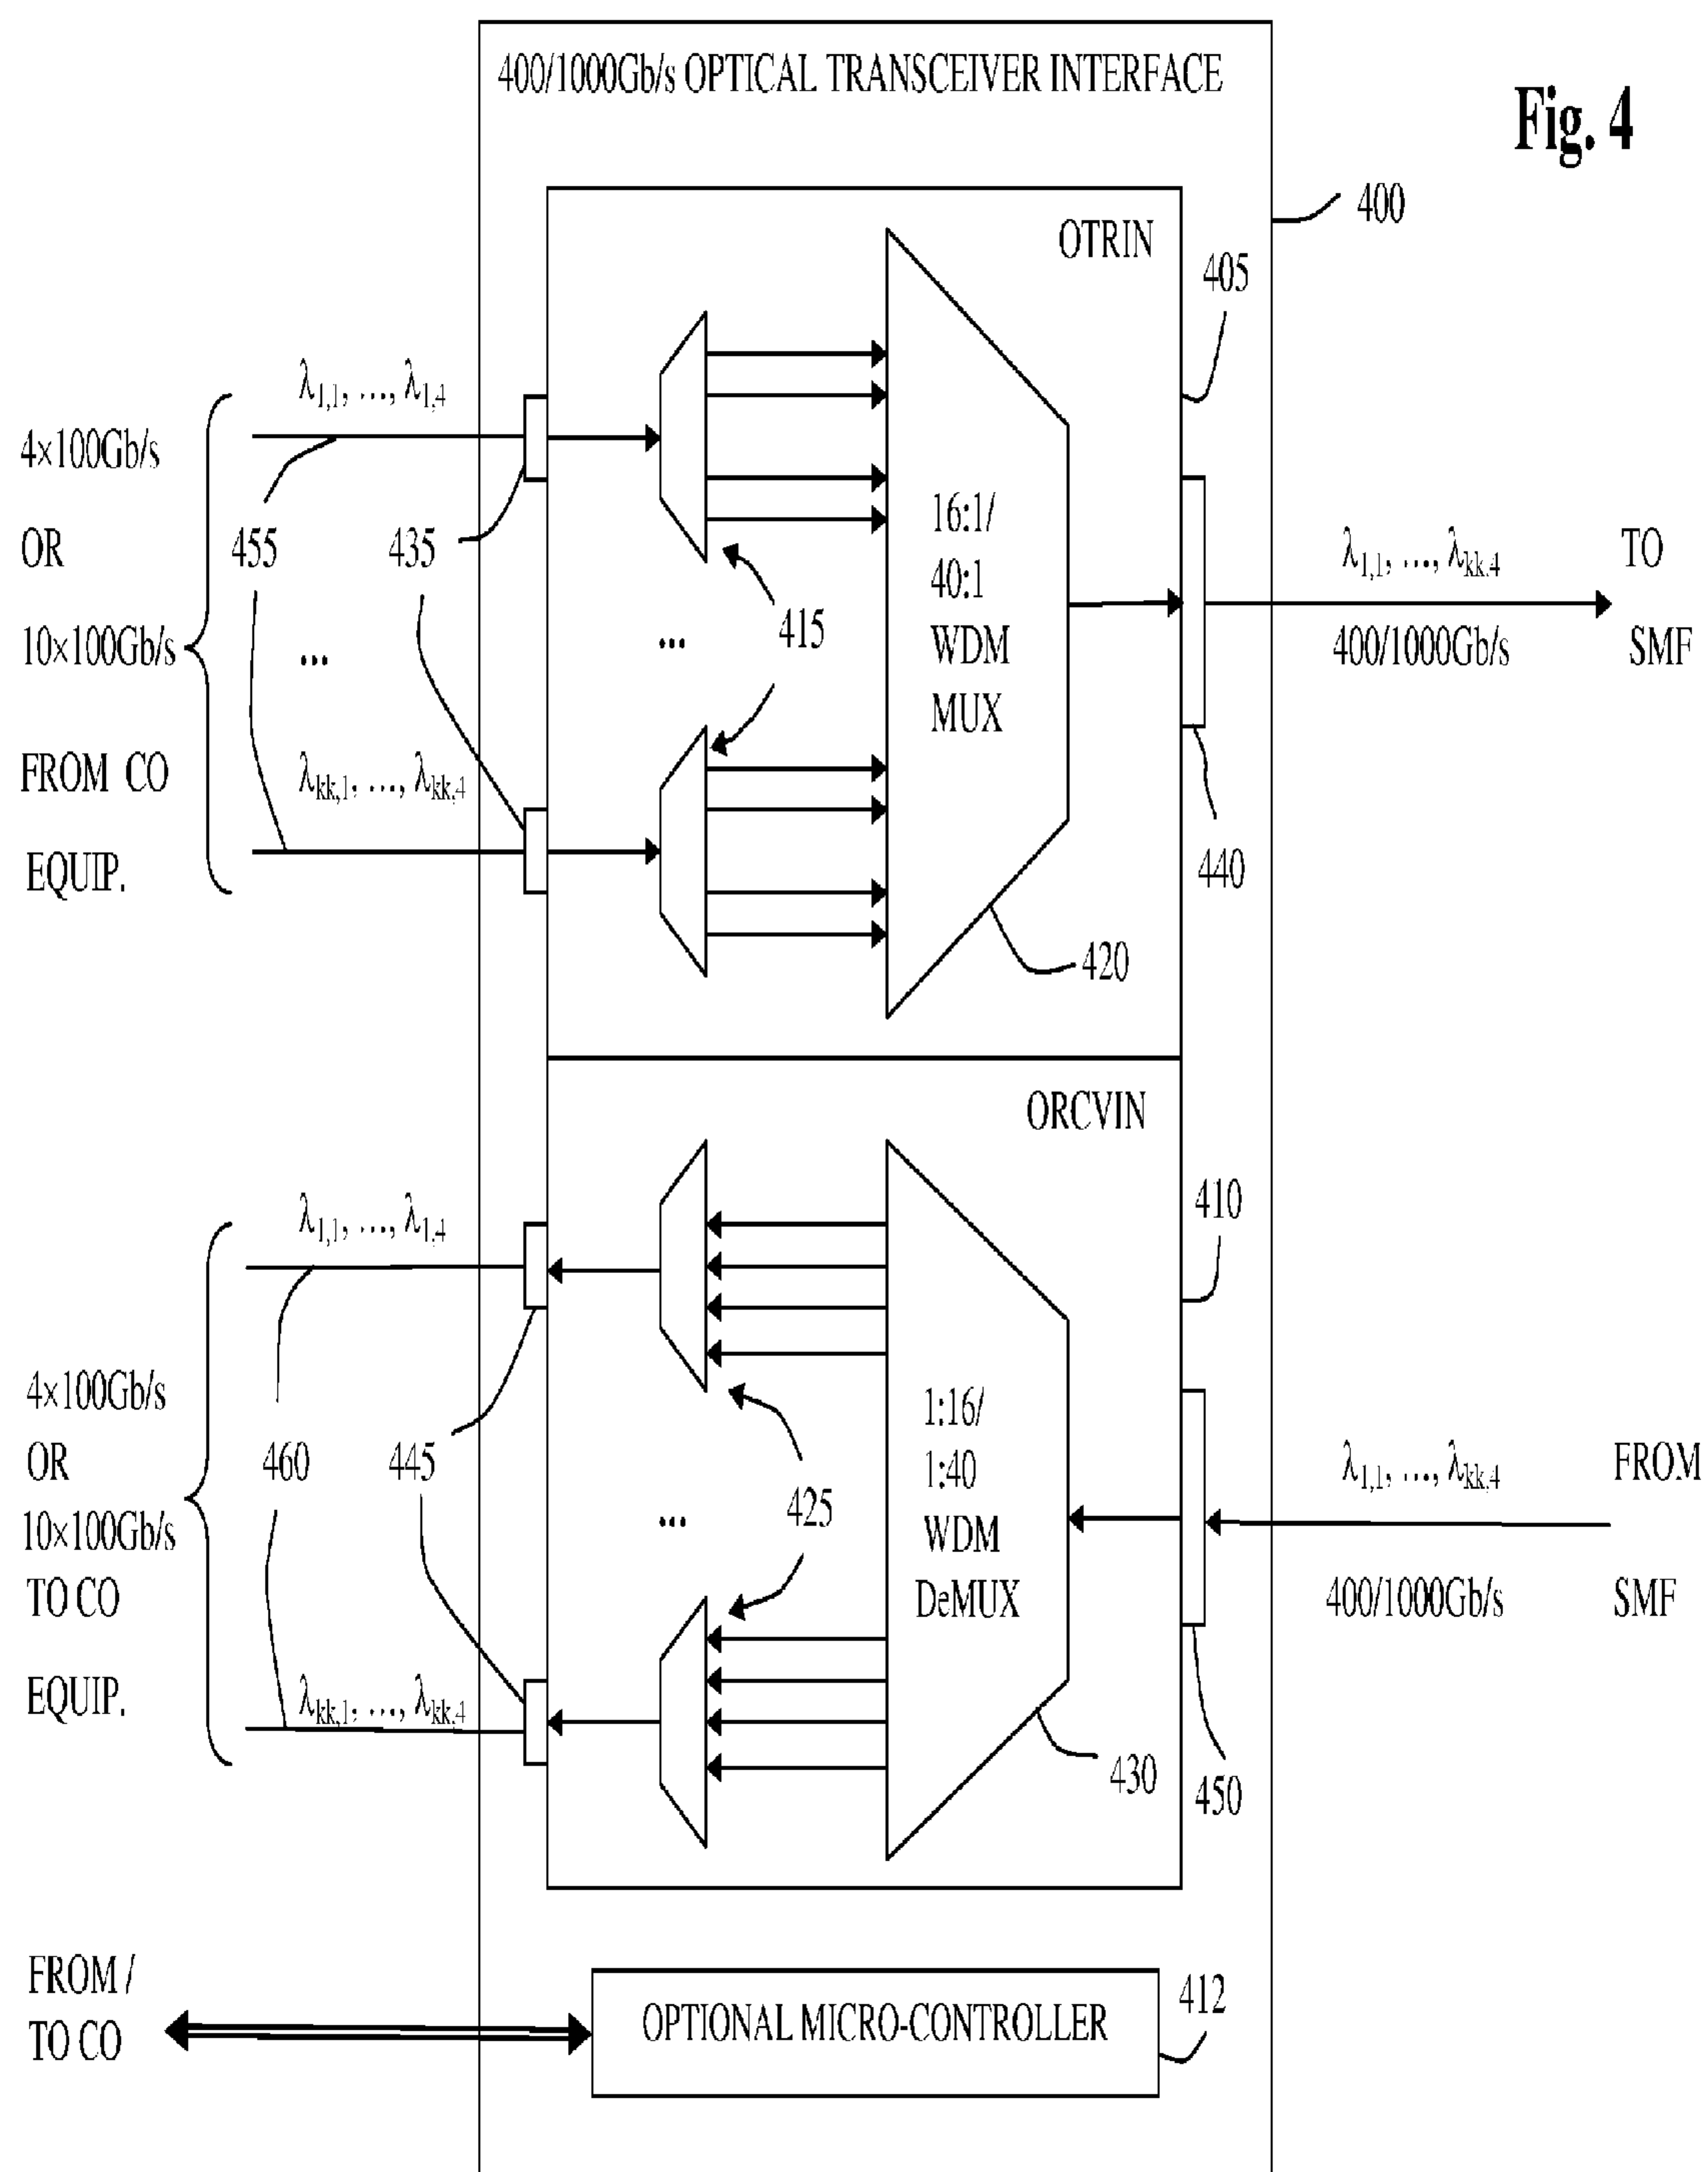 400/1000Gb/s OPTICAL TRANSCEIVER INTERFACE
Fig. 4
400
OTRIN
405
λ1,1, ..., λ1,4
4×100Gb/s
OR
10×100Gb/s
FROM CO
EQUIP.
455
435
...
...
415
16:1/
40:1
WDM
MUX
λ1,1, ..., λkk,4
TO
400/1000Gb/s
SMF
λkk,1, ..., λkk,4
440
420
ORCVIN
410
λ1,1, ..., λ1,4
4×100Gb/s
OR
10×100Gb/s
TO CO
EQUIP.
460
445
...
425
1:16/
1:40
WDM
DeMUX
λ1,1, ..., λkk,4
FROM
400/1000Gb/s
SMF
λkk,1, ..., λkk,4
430
450
FROM /
TO CO
OPTIONAL MICRO-CONTROLLER
412